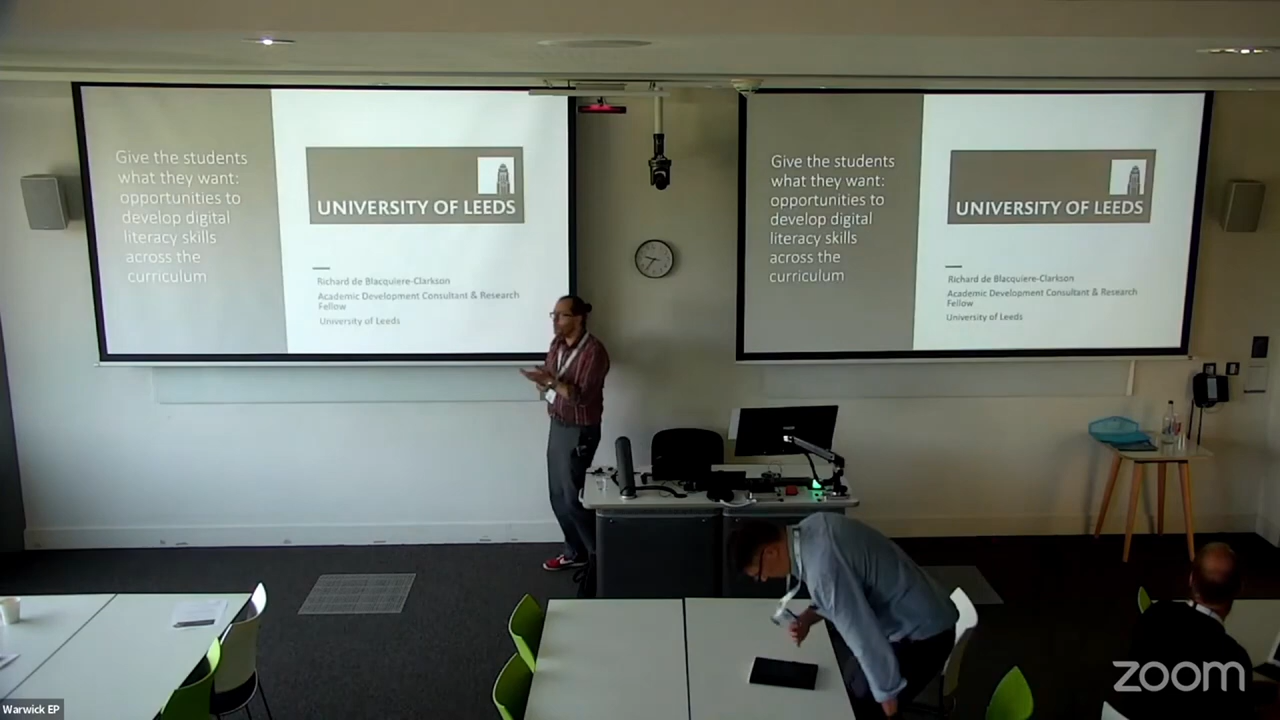 Give the students
what they want:
opportunities to
develop digital
literacy skills
across the
curriculum
UNIVERSITY OF LEEDS
Richard de Blacquiere-Clarkson
Academic Development Consultant & Research
Fellow
University of Leeds
Give the students
what they want:
opportunities to
develop digital
literacy skills
across the
curriculum
UNIVERSITY OF LEEDS
Richard de Blacquiere-Clarkson
Academic Development Consultant & Research
Fellow
University of Leeds
Warwick EP
zoom